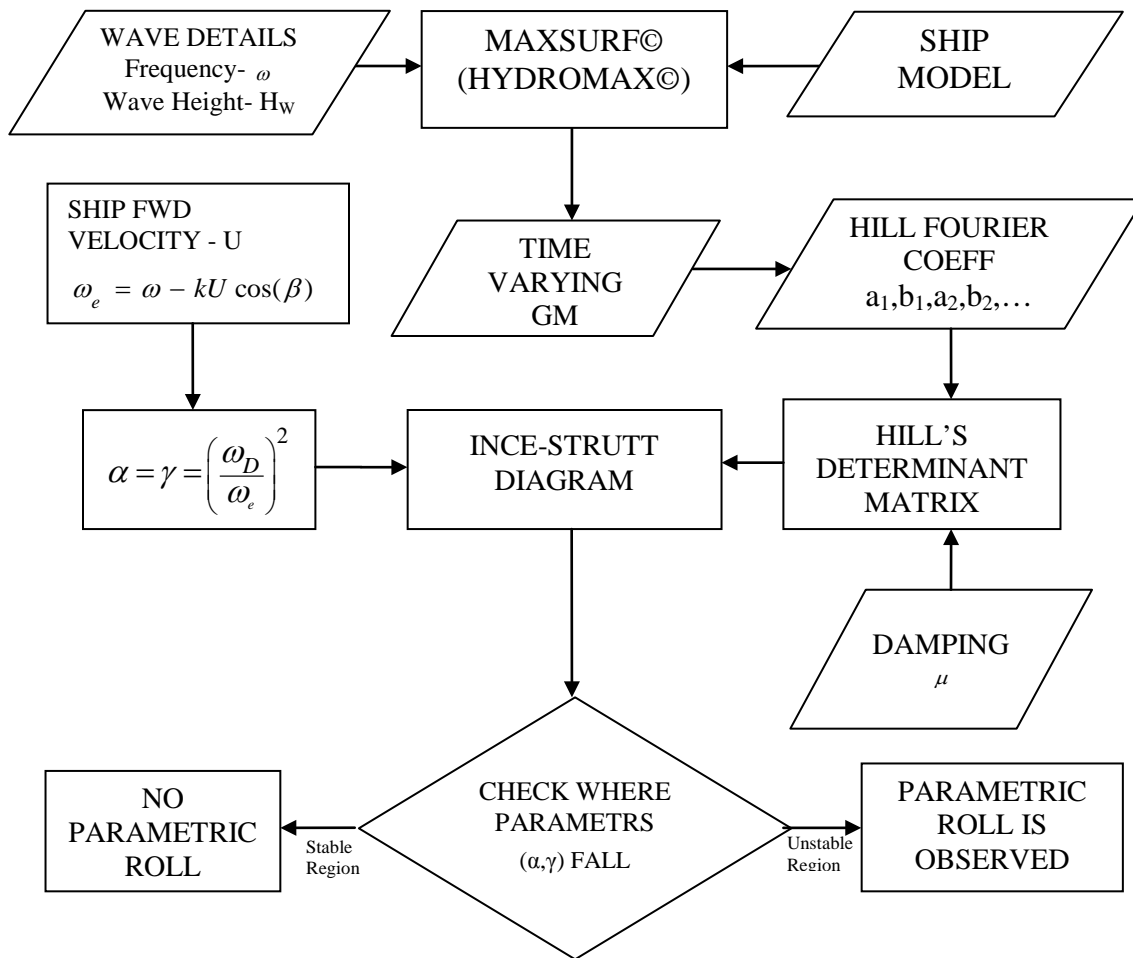 WAVE DETAILS
Frequency- ω
Wave Height- H_W
MAXSURF©
(HYDROMAX©)
SHIP
MODEL
SHIP FWD
VELOCITY - U
ω_e = ω − kU cos(β)
TIME
VARYING
GM
HILL FOURIER
COEFF
a₁,b₁,a₂,b₂,…
α = γ = (ω_D / ω_e)²
INCE-STRUTT
DIAGRAM
HILL'S
DETERMINANT
MATRIX
DAMPING
μ
NO
PARAMETRIC
ROLL
Stable
Region
CHECK WHERE
PARAMETRS
(α,γ) FALL
Unstable
Region
PARAMETRIC
ROLL IS
OBSERVED